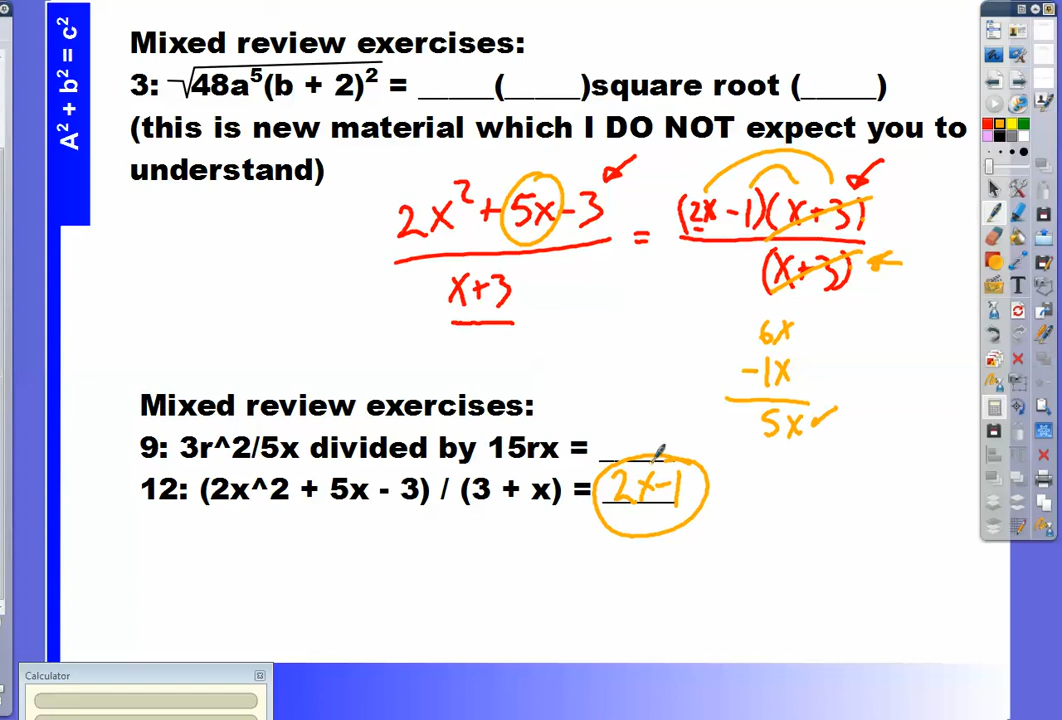 A² + b² = c²
Mixed review exercises:
3: √48a⁵(b + 2)² = _____(_____)square root (_____)
(this is new material which I DO NOT expect you to
understand)
2x² + 5x - 3 = (2x - 1)(x + 3)
x+3 (x+3)
6x
-1x
5x ✓
Mixed review exercises:
9: 3r^2/5x divided by 15rx = _____
12: (2x^2 + 5x - 3) / (3 + x) = 2x-1
Calculator